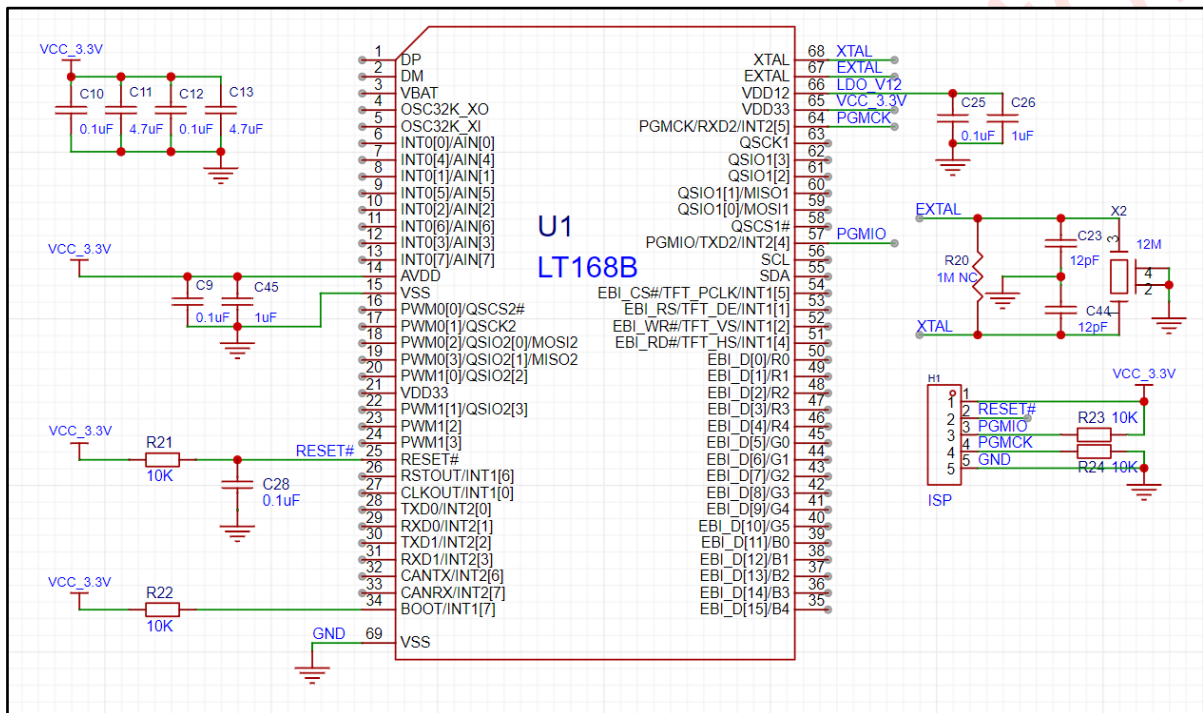 VCC_3.3V
C10
0.1uF
C11
4.7uF
C12
0.1uF
C13
4.7uF
VCC_3.3V
C9
0.1uF
C45
1uF
VCC_3.3V
R21
10K
RESET#
C28
0.1uF
VCC_3.3V
R22
10K
GND
U1
LT168B
1 DP
2 DM
3 VBAT
4 OSC32K_XO
5 OSC32K_XI
6 INT0[0]/AIN[0]
7 INT0[4]/AIN[4]
8 INT0[1]/AIN[1]
9 INT0[5]/AIN[5]
10 INT0[2]/AIN[2]
11 INT0[6]/AIN[6]
12 INT0[3]/AIN[3]
13 INT0[7]/AIN[7]
14 AVDD
15 VSS
16 PWM0[0]/QSCS2#
17 PWM0[1]/QSCK2
18 PWM0[2]/QSIO2[0]/MOSI2
19 PWM0[3]/QSIO2[1]/MISO2
20 PWM1[0]/QSIO2[2]
21 VDD33
22 PWM1[1]/QSIO2[3]
23 PWM1[2]
24 PWM1[3]
25 RESET#
26 RSTOUT/INT1[6]
27 CLKOUT/INT1[0]
28 TXD0/INT2[0]
29 RXD0/INT2[1]
30 TXD1/INT2[2]
31 RXD1/INT2[3]
32 CANTX/INT2[6]
33 CANRX/INT2[7]
34 BOOT/INT1[7]
69 VSS
XTAL 68 XTAL
EXTAL 67 EXTAL
VDD12 66 LDO_V12
VDD33 65 VCC_3.3V
PGMCK/RXD2/INT2[5] 64 PGMCK
QSCK1 63
QSIO1[3] 62
QSIO1[2] 61
QSIO1[1]/MISO1 60
QSIO1[0]/MOSI1 59
QSCS1# 58
PGMIO/TXD2/INT2[4] 57 PGMIO
SCL 56
SDA 55
EBI_CS#/TFT_PCLK/INT1[5] 54
EBI_RS/TFT_DE/INT1[1] 53
EBI_WR#/TFT_VS/INT1[2] 52
EBI_RD#/TFT_HS/INT1[4] 51
EBI_D[0]/R0 50
EBI_D[1]/R1 49
EBI_D[2]/R2 48
EBI_D[3]/R3 47
EBI_D[4]/R4 46
EBI_D[5]/G0 45
EBI_D[6]/G1 44
EBI_D[7]/G2 43
EBI_D[8]/G3 42
EBI_D[9]/G4 41
EBI_D[10]/G5 40
EBI_D[11]/B0 39
EBI_D[12]/B1 38
EBI_D[13]/B2 37
EBI_D[14]/B3 36
EBI_D[15]/B4 35
C25
0.1uF
C26
1uF
EXTAL
X2
C23
12pF
12M
R20
1M NC
3
4
2
1
C44
12pF
XTAL
H1
VCC_3.3V
1 1
2 2 RESET#
3 3 PGMIO
4 4 PGMCK
5 5 GND
R23 10K
R24 10K
ISP